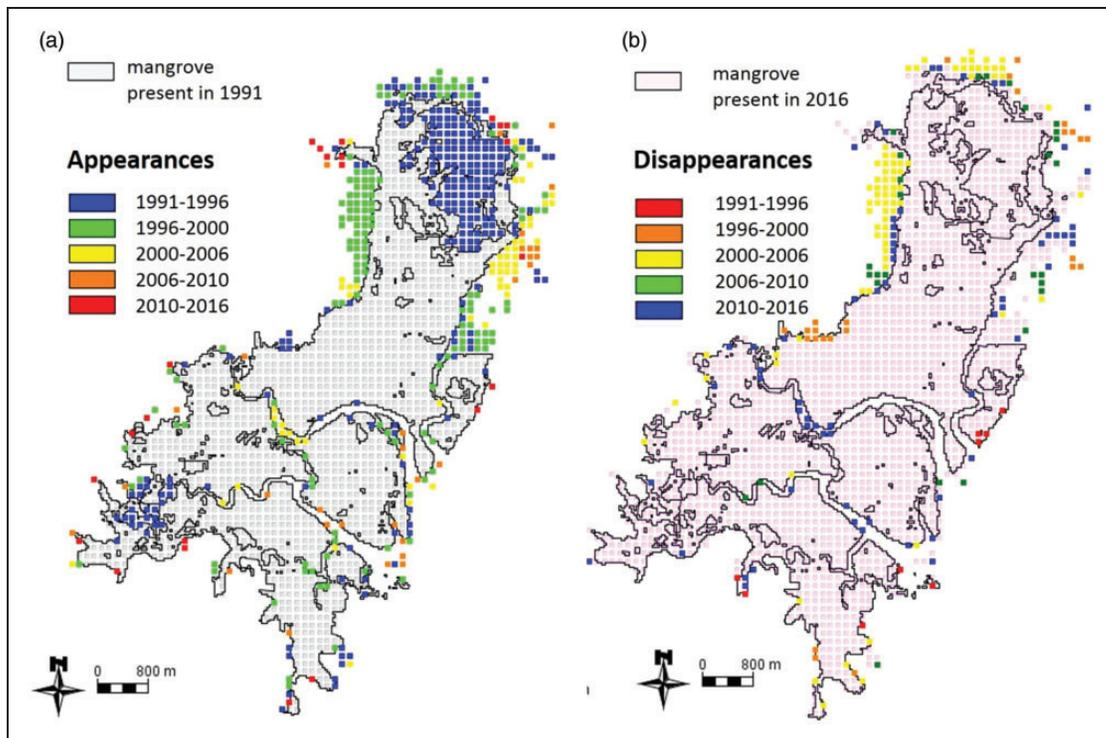 (a)
mangrove
present in 1991
Appearances
1991-1996
1996-2000
2000-2006
2006-2010
2010-2016
N
0 800 m
(b)
mangrove
present in 2016
Disappearances
1991-1996
1996-2000
2000-2006
2006-2010
2010-2016
N
0 800 m